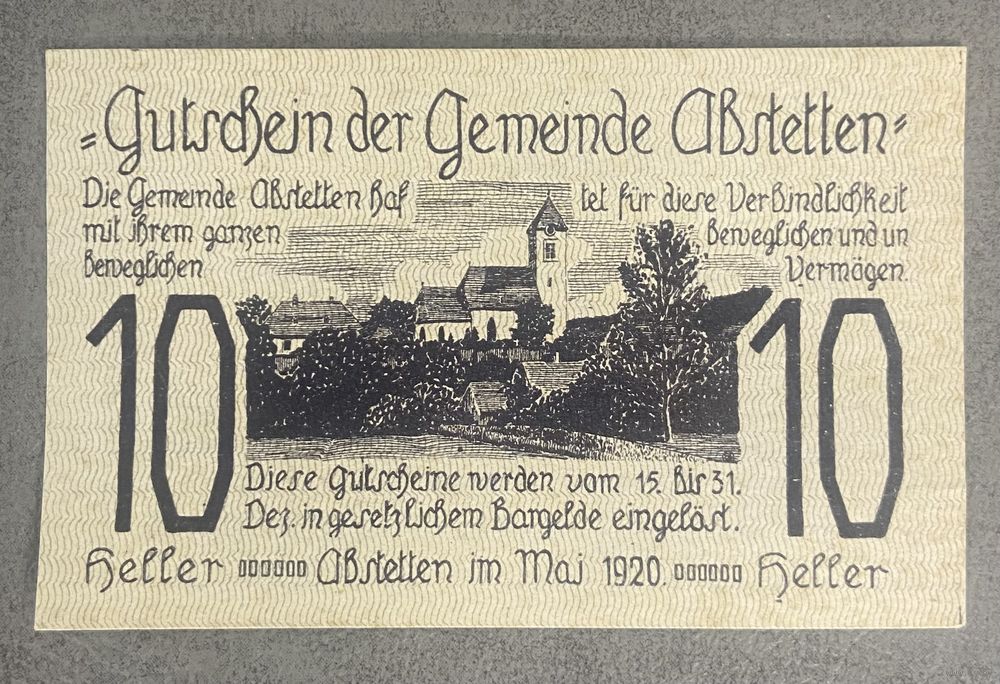 "Gutschein der Gemeinde Abstetten"
Die Gemeinde Abstetten haf tet für diese Verbindlichkeit
mit ihrem ganzen beweglichen und un
beweglichen Vermögen.
10 10
Diese Gutscheine werden vom 15. bis 31.
Dez. in gesetzlichem Bargelde eingelöst.
Heller Abstetten im Mai 1920. Heller